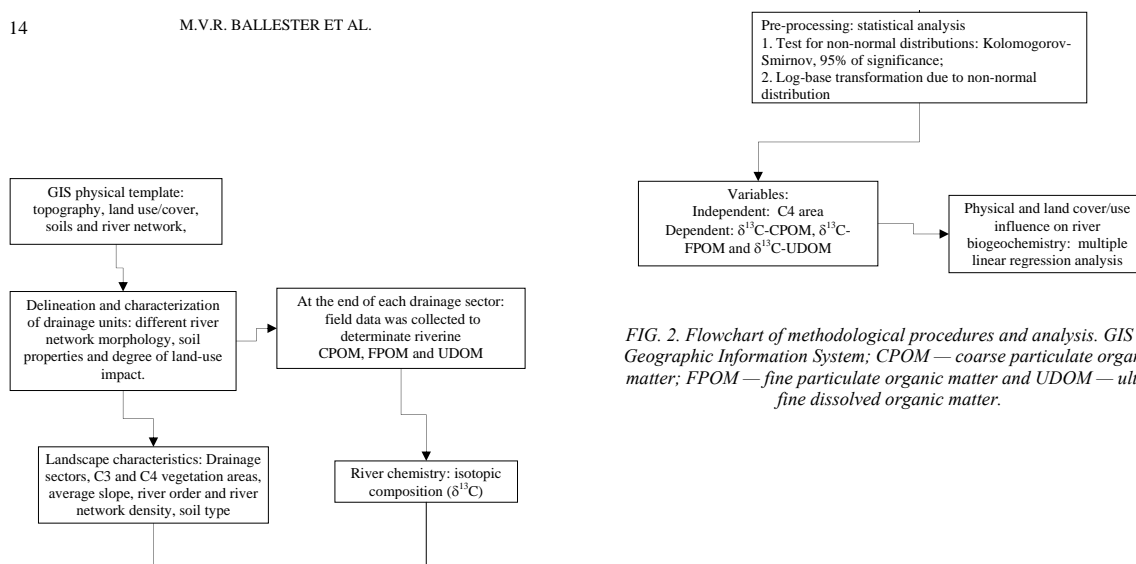 14
M.V.R. BALLESTER ET AL.
GIS physical template:
topography, land use/cover,
soils and river network,
Delineation and characterization
of drainage units: different river
network morphology, soil
properties and degree of land-use
impact.
At the end of each drainage sector:
field data was collected to
determinate riverine
CPOM, FPOM and UDOM
Landscape characteristics: Drainage
sectors, C3 and C4 vegetation areas,
average slope, river order and river
network density, soil type
River chemistry: isotopic
composition (δ¹³C)
Pre-processing: statistical analysis
1. Test for non-normal distributions: Kolomogorov-
Smirnov, 95% of significance;
2. Log-base transformation due to non-normal
distribution
Variables:
Independent: C4 area
Dependent: δ¹³C-CPOM, δ¹³C-
FPOM and δ¹³C-UDOM
Physical and land cover/use
influence on river
biogeochemistry: multiple
linear regression analysis
FIG. 2. Flowchart of methodological procedures and analysis. GIS
Geographic Information System; CPOM — coarse particulate organ
matter; FPOM — fine particulate organic matter and UDOM — ul
fine dissolved organic matter.